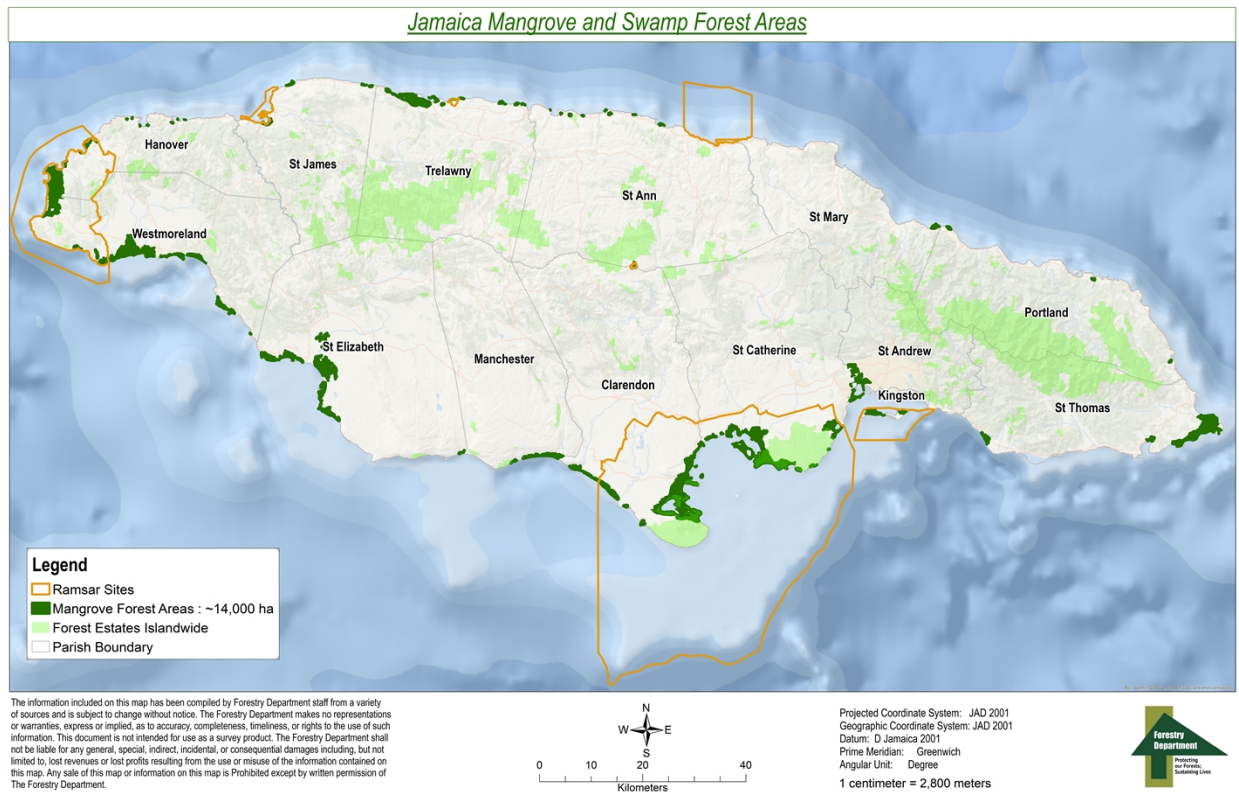 Jamaica Mangrove and Swamp Forest Areas
Hanover
St James
Trelawny
St Ann
St Mary
Westmoreland
Portland
St Elizabeth
Manchester
St Catherine
St Andrew
Clarendon
Kingston
St Thomas
Legend
Ramsar Sites
Mangrove Forest Areas : ~14,000 ha
Forest Estates Islandwide
Parish Boundary
The information included on this map has been compiled by Forestry Department staff from a variety
of sources and is subject to change without notice. The Forestry Department makes no representations
or warranties, express or implied, as to accuracy, completeness, timeliness, or rights to the use of such
information. This document is not intended for use as a survey product. The Forestry Department shall
not be liable for any general, special, indirect, incidental, or consequential damages including, but not
limited to, lost revenues or lost profits resulting from the use or misuse of the information contained on
this map. Any sale of this map or information on this map is Prohibited except by written permission of
The Forestry Department.
N
W E
S
0 10 20 40
Kilometers
Projected Coordinate System: JAD 2001
Geographic Coordinate System: JAD 2001
Datum: D Jamaica 2001
Prime Meridian: Greenwich
Angular Unit: Degree
1 centimeter = 2,800 meters
Forestry
Department
Protecting
our Forests;
Sustaining Lives